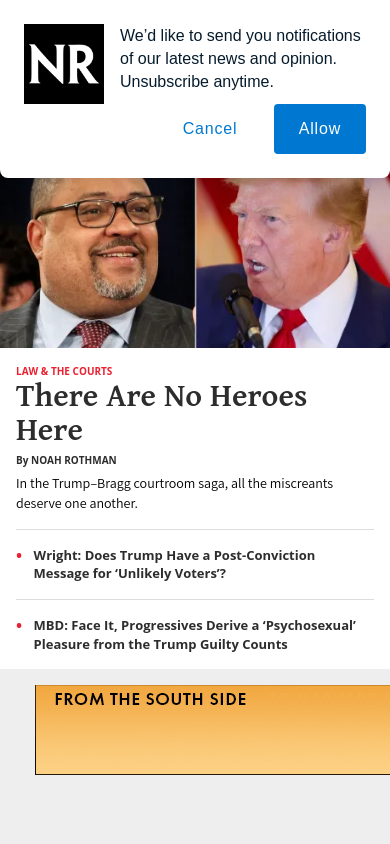 NR
We’d like to send you notifications
of our latest news and opinion.
Unsubscribe anytime.
Cancel
Allow
LAW & THE COURTS
There Are No Heroes
Here
By NOAH ROTHMAN
In the Trump–Bragg courtroom saga, all the miscreants
deserve one another.
Wright: Does Trump Have a Post-Conviction
Message for ‘Unlikely Voters’?
MBD: Face It, Progressives Derive a ‘Psychosexual’
Pleasure from the Trump Guilty Counts
FROM THE SOUTH SIDE